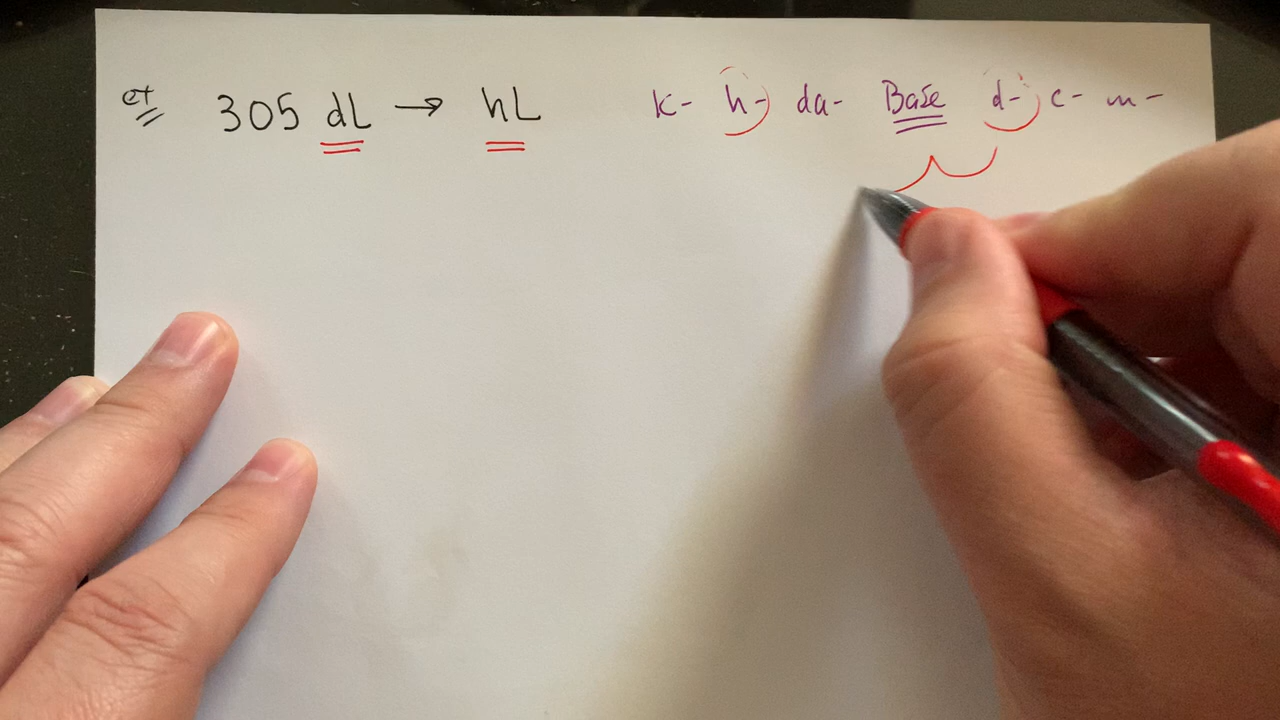 ex 305 dL → hL k- h- da- Base d- c- m-